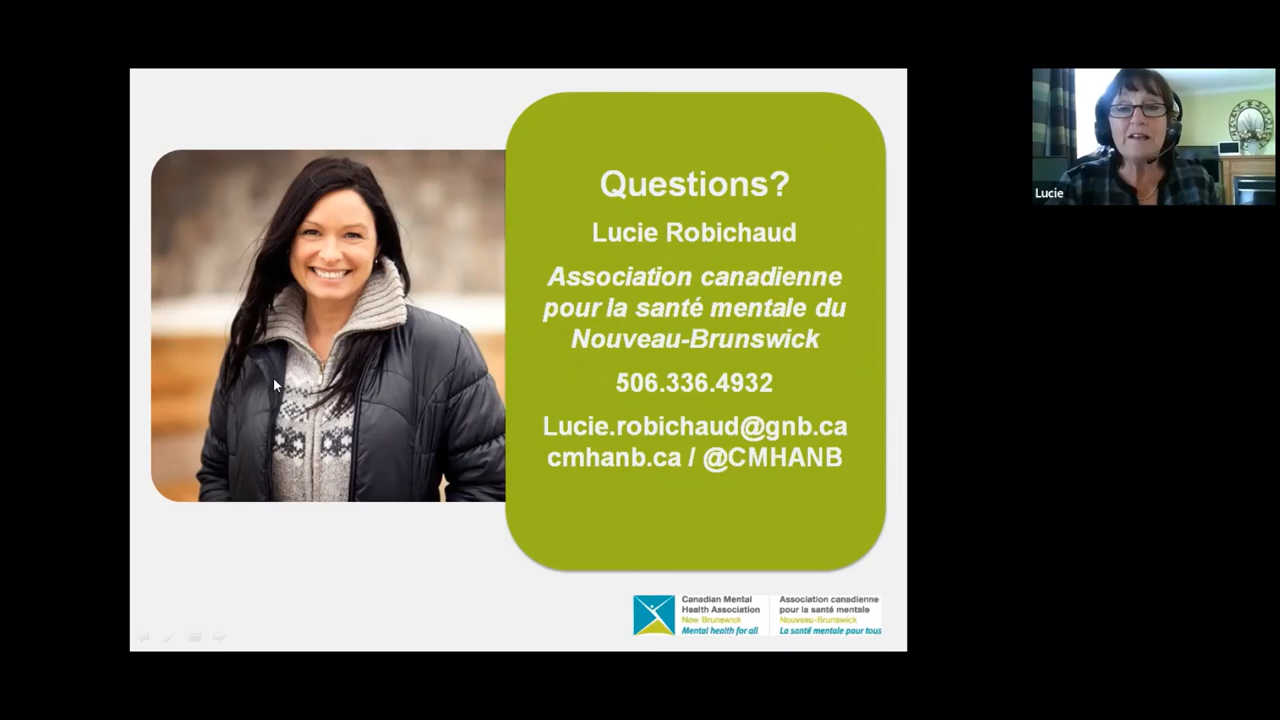 Questions?
Lucie Robichaud
Association canadienne
pour la santé mentale du
Nouveau-Brunswick
506.336.4932
Lucie.robichaud@gnb.ca
cmhanb.ca / @CMHANB
Canadian Mental
Health Association
New Brunswick
Mental health for all
Association canadienne
pour la santé mentale
Nouveau-Brunswick
La santé mentale pour tous
Lucie